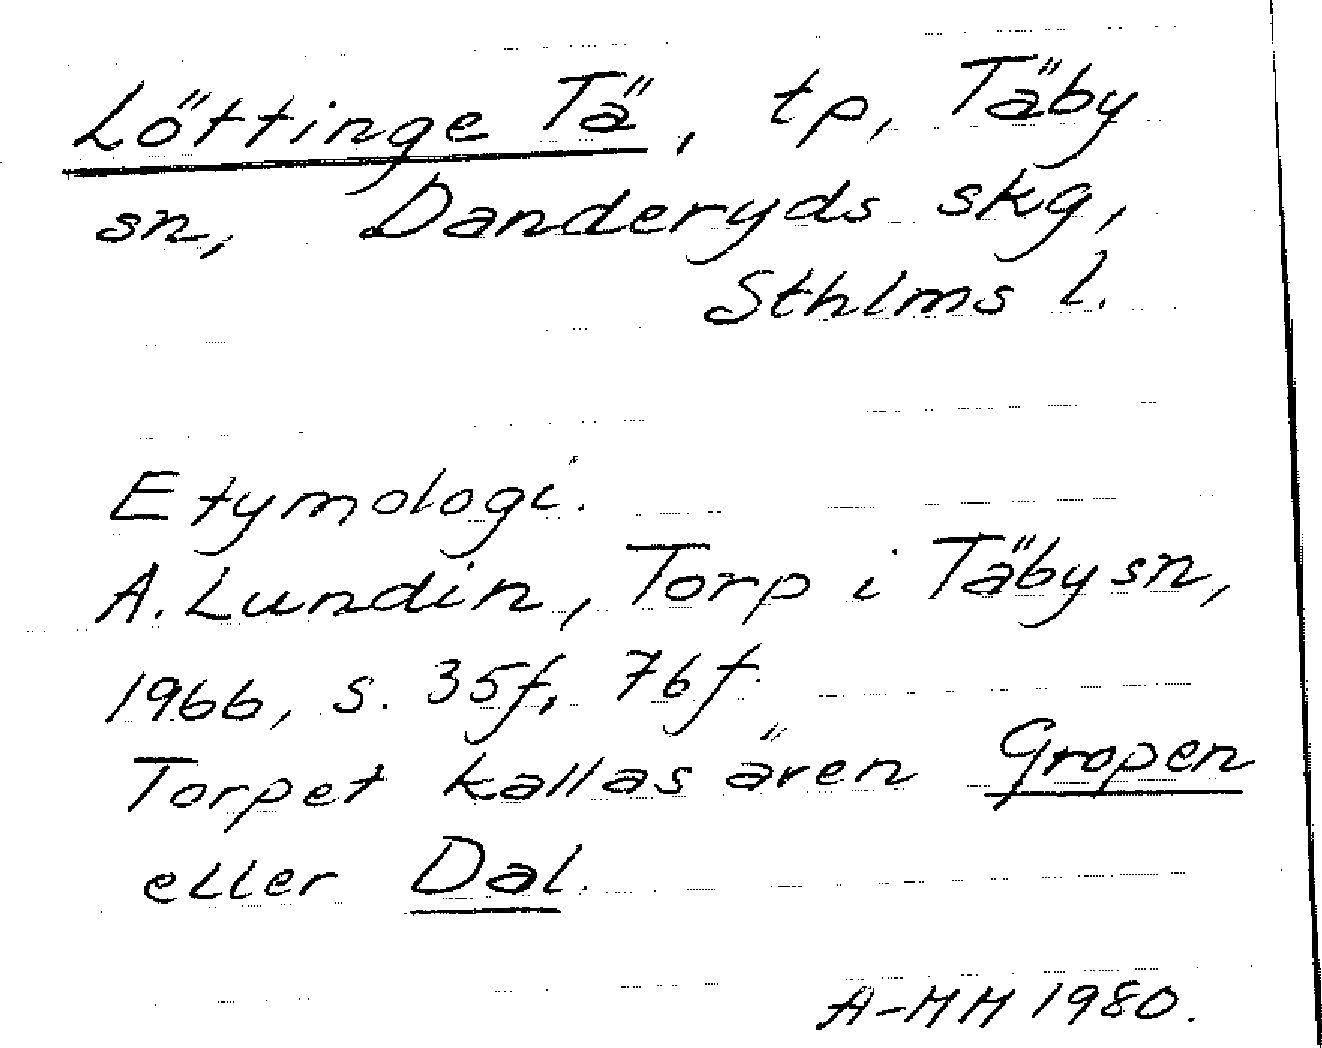 Löttinge Tä, tp, Täby
sn, Danderyds skg,
Sthlms l.
Etymologi.
A. Lundin, Torp i Täby sn,
1966, s. 35f, 76f.
Torpet kallas även Gropen
eller Dal.
A-MM 1980.